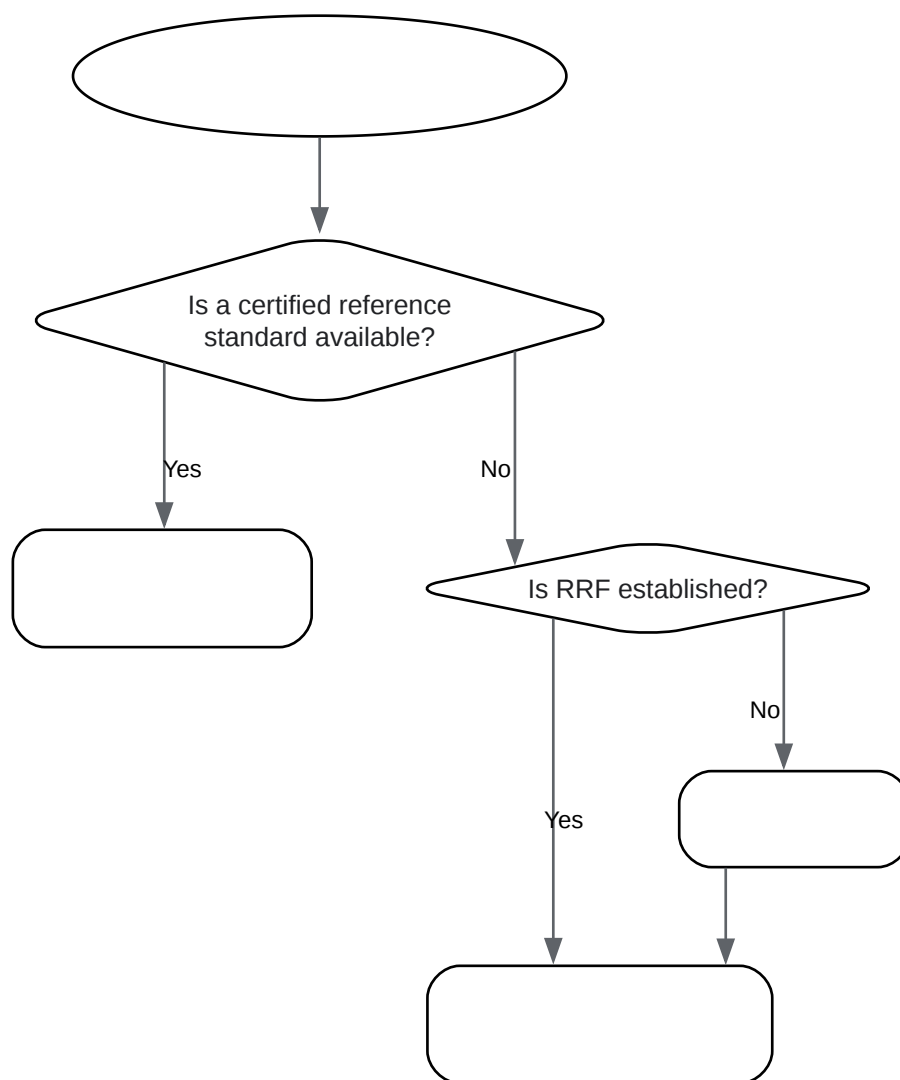 Is a certified reference
standard available?
Yes
No
Is RRF established?
No
Yes